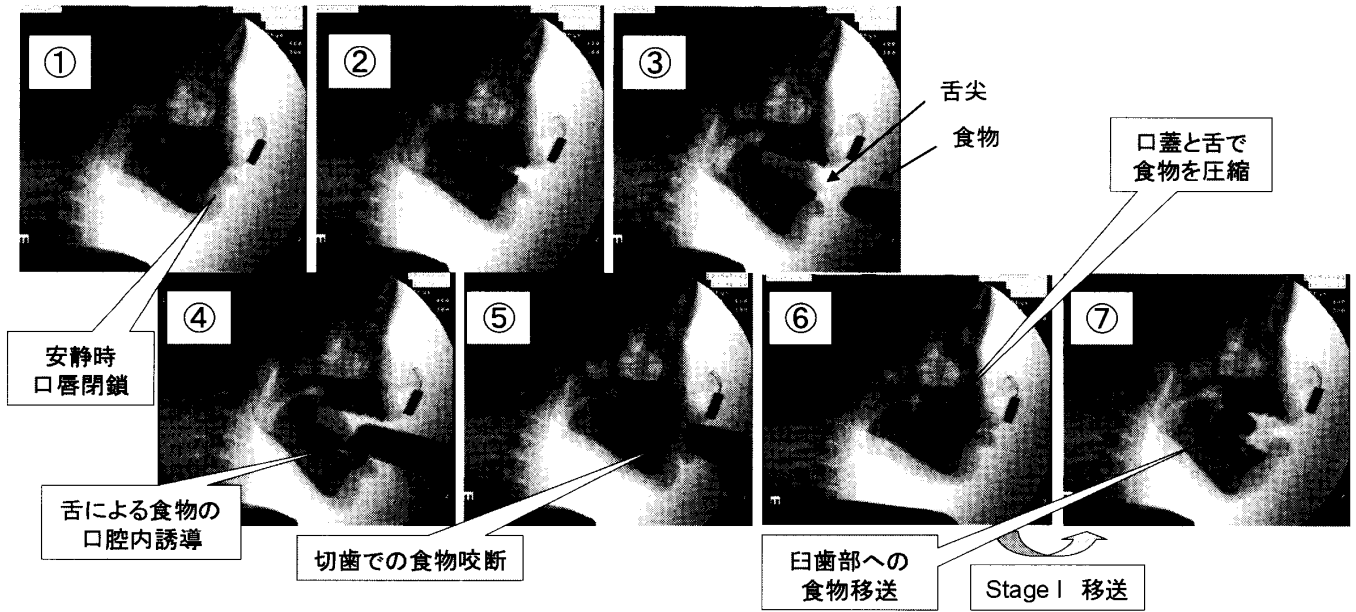 ①
②
③
舌尖
食物
口蓋と舌で
食物を圧縮
安静時
口唇閉鎖
④
⑤
⑥
⑦
舌による食物の
口腔内誘導
切歯での食物咬断
臼歯部への
食物移送
Stage I 移送